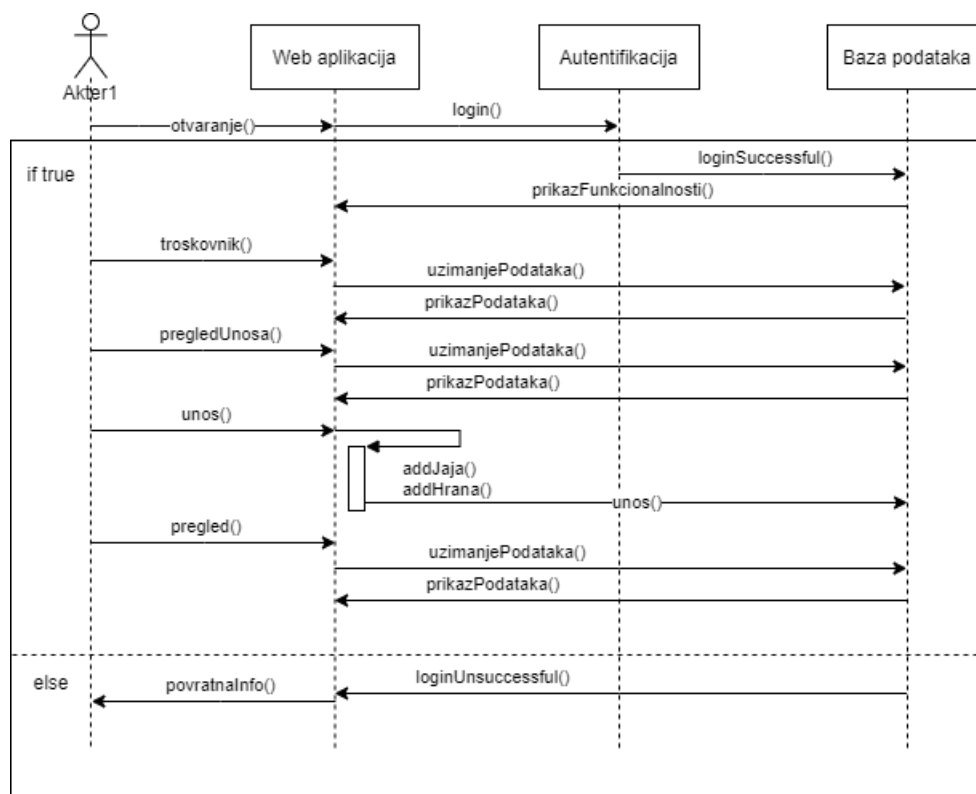 Web aplikacija
Autentifikacija
Baza podataka
Akter1
otvaranje()
login()
if true
loginSuccessful()
prikazFunkcionalnosti()
troskovnik()
uzimanjePodataka()
prikazPodataka()
pregledUnosa()
uzimanjePodataka()
prikazPodataka()
unos()
addJaja()
addHrana()
unos()
pregled()
uzimanjePodataka()
prikazPodataka()
else
loginUnsuccessful()
povratnaInfo()